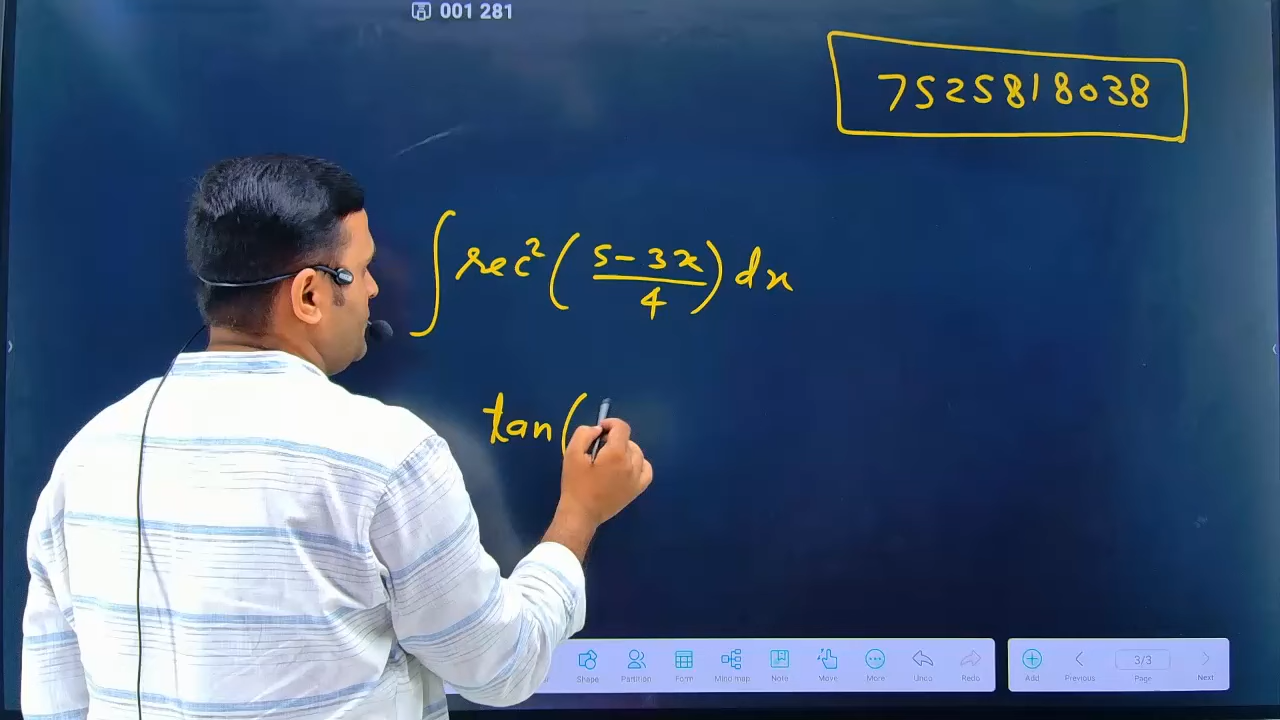 001 281
7525818038
∫ sec² ( 5 - 3x / 4 ) dx
tan (
Shape Partition Form Mind map Note Move More Undo Redo Add Previous 3/3 Page Next